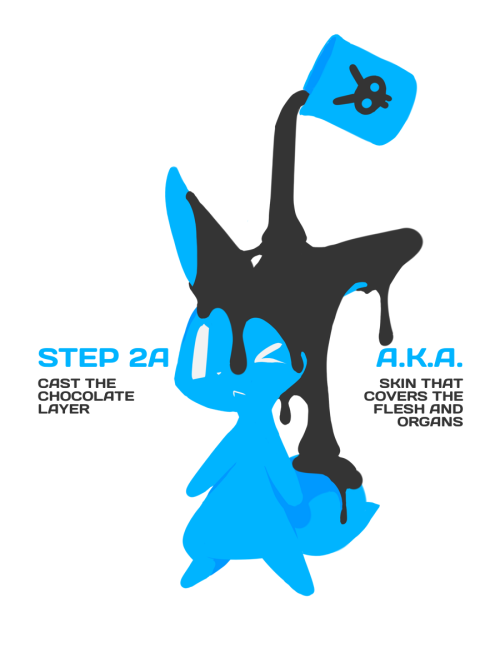 STEP 2A
CAST THE
CHOCOLATE
LAYER
A.K.A.
SKIN THAT
COVERS THE
FLESH AND
ORGANS